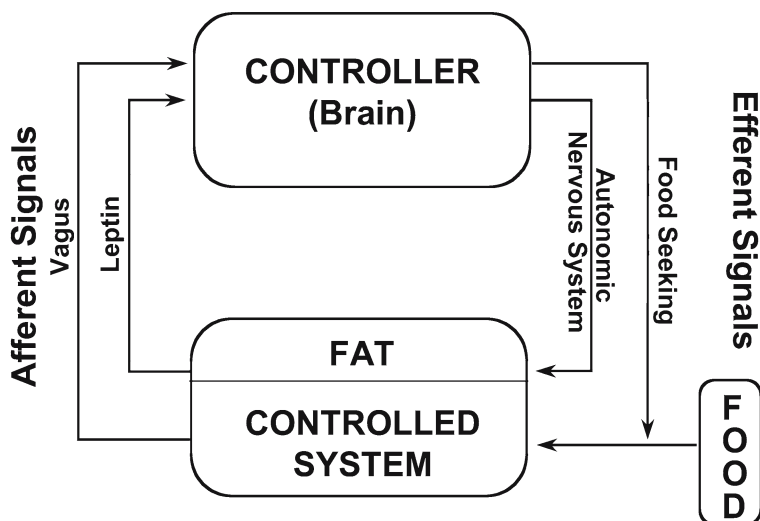 CONTROLLER
(Brain)
Afferent Signals
Vagus
Leptin
Autonomic
Nervous System
Food Seeking
Efferent Signals
FAT
CONTROLLED
SYSTEM
FOOD